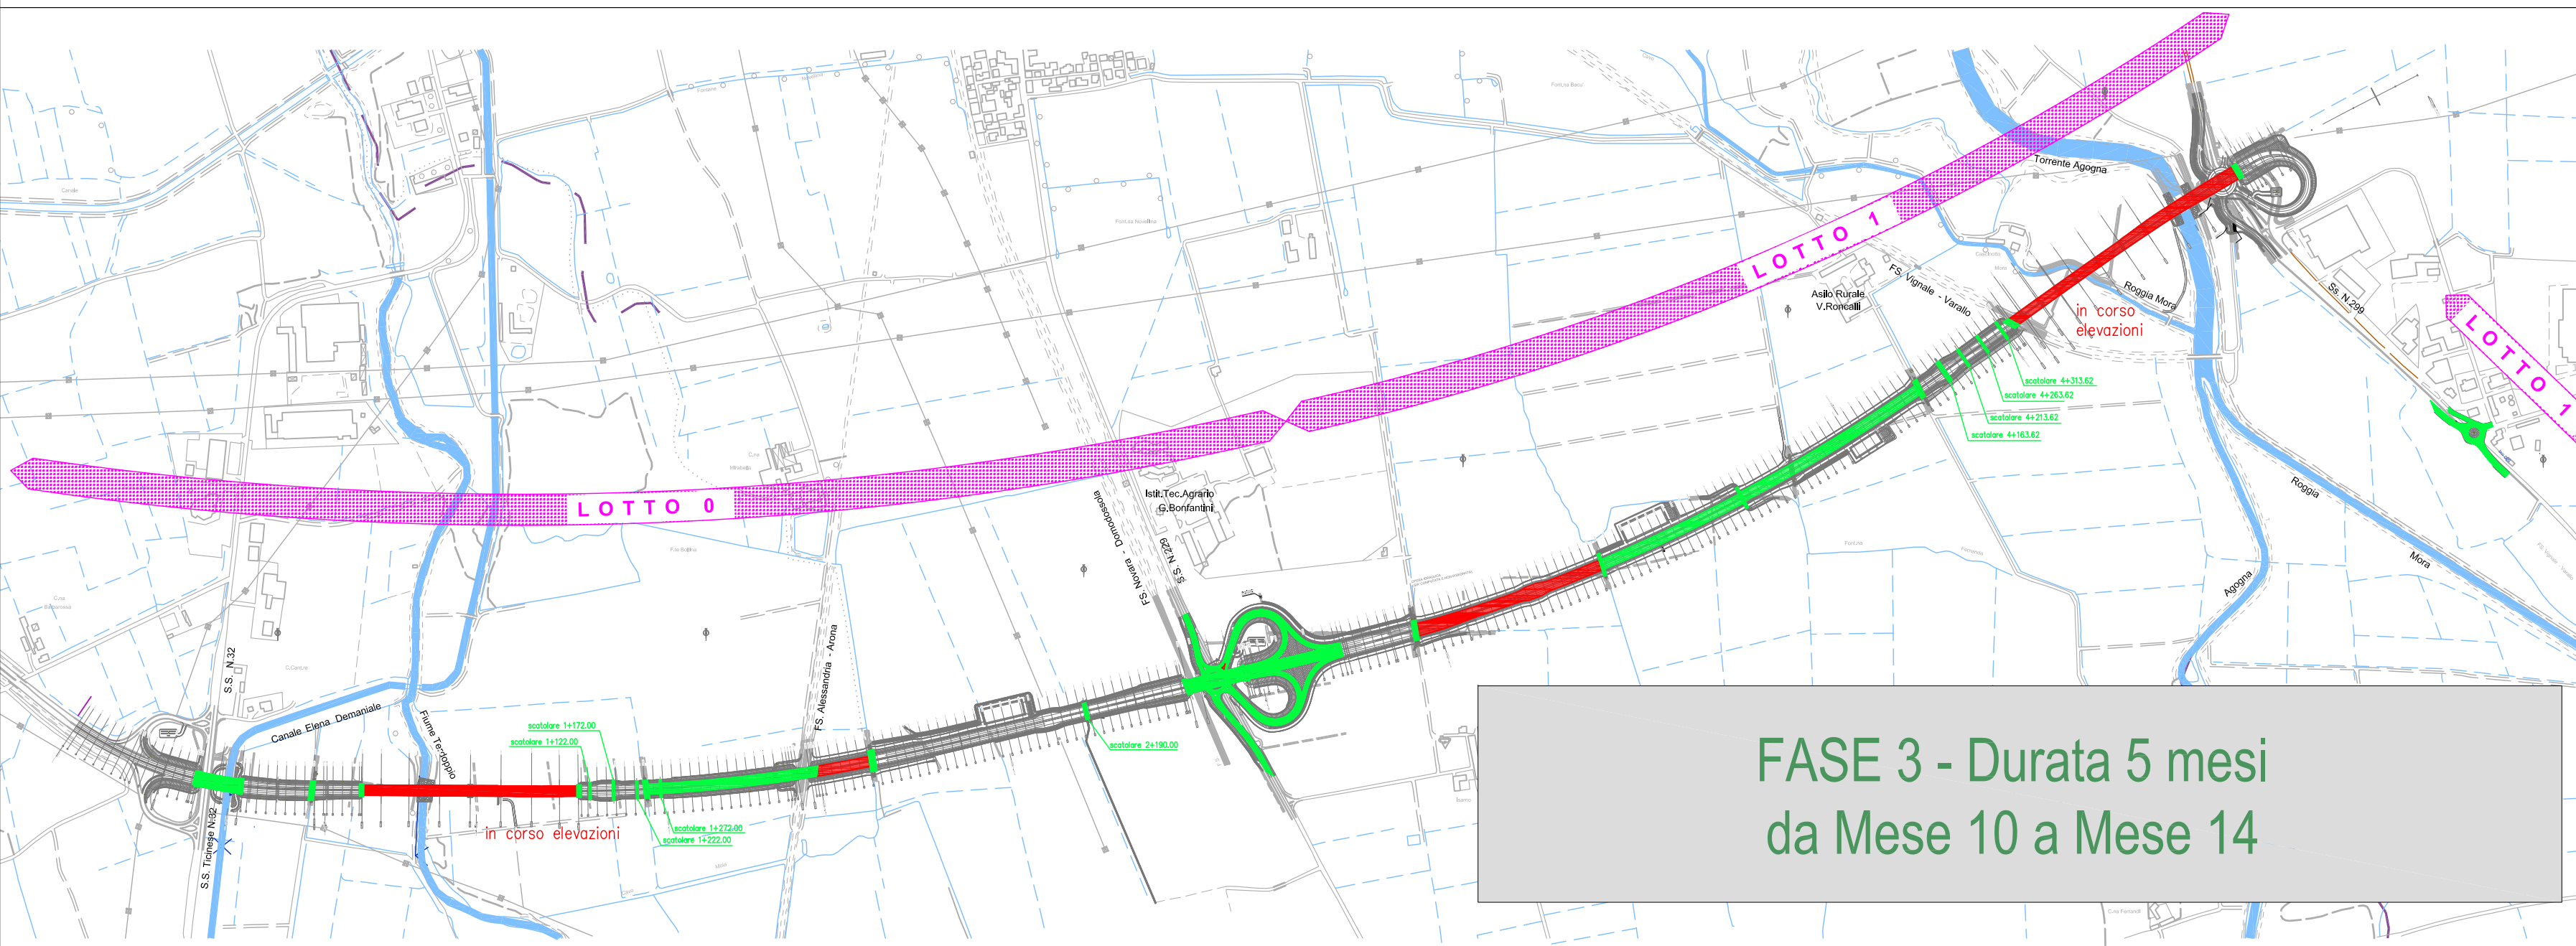 LOTTO 1
Torrente Agogna
Ss. N.299
LOTTO 1
FS. Vignale - Varallo
Asilo Rurale
V.Roncalli
Roggia Mora
in corso
elevazioni
scatolare 4+313.62
scatolare 4+263.62
scatolare 4+213.62
scatolare 4+163.62
LOTTO 0
Istit.Tec.Agrario
G.Bonfantini
FS. Novara - Domodossola
S.S. N.229
Roggia
Mora
Agogna
S.S. N.32
Canale Elena Demaniale
Fiume Terdoppio
FS. Alessandria - Arona
scatolare 1+172.00
scatolare 1+122.00
scatolare 2+190.00
in corso elevazioni
scatolare 1+272.00
scatolare 1+222.00
S.S. Ticinese N.32
FASE 3 - Durata 5 mesi
da Mese 10 a Mese 14